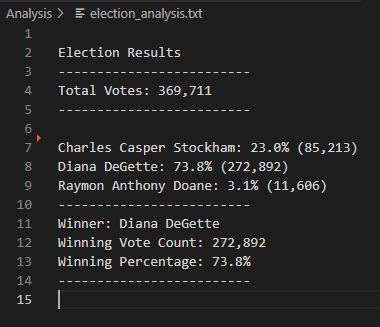 Analysis > election_analysis.txt
1
2 Election Results
3 -------------------------
4 Total Votes: 369,711
5 -------------------------
6
7 Charles Casper Stockham: 23.0% (85,213)
8 Diana DeGette: 73.8% (272,892)
9 Raymon Anthony Doane: 3.1% (11,606)
10 -------------------------
11 Winner: Diana DeGette
12 Winning Vote Count: 272,892
13 Winning Percentage: 73.8%
14 -------------------------
15